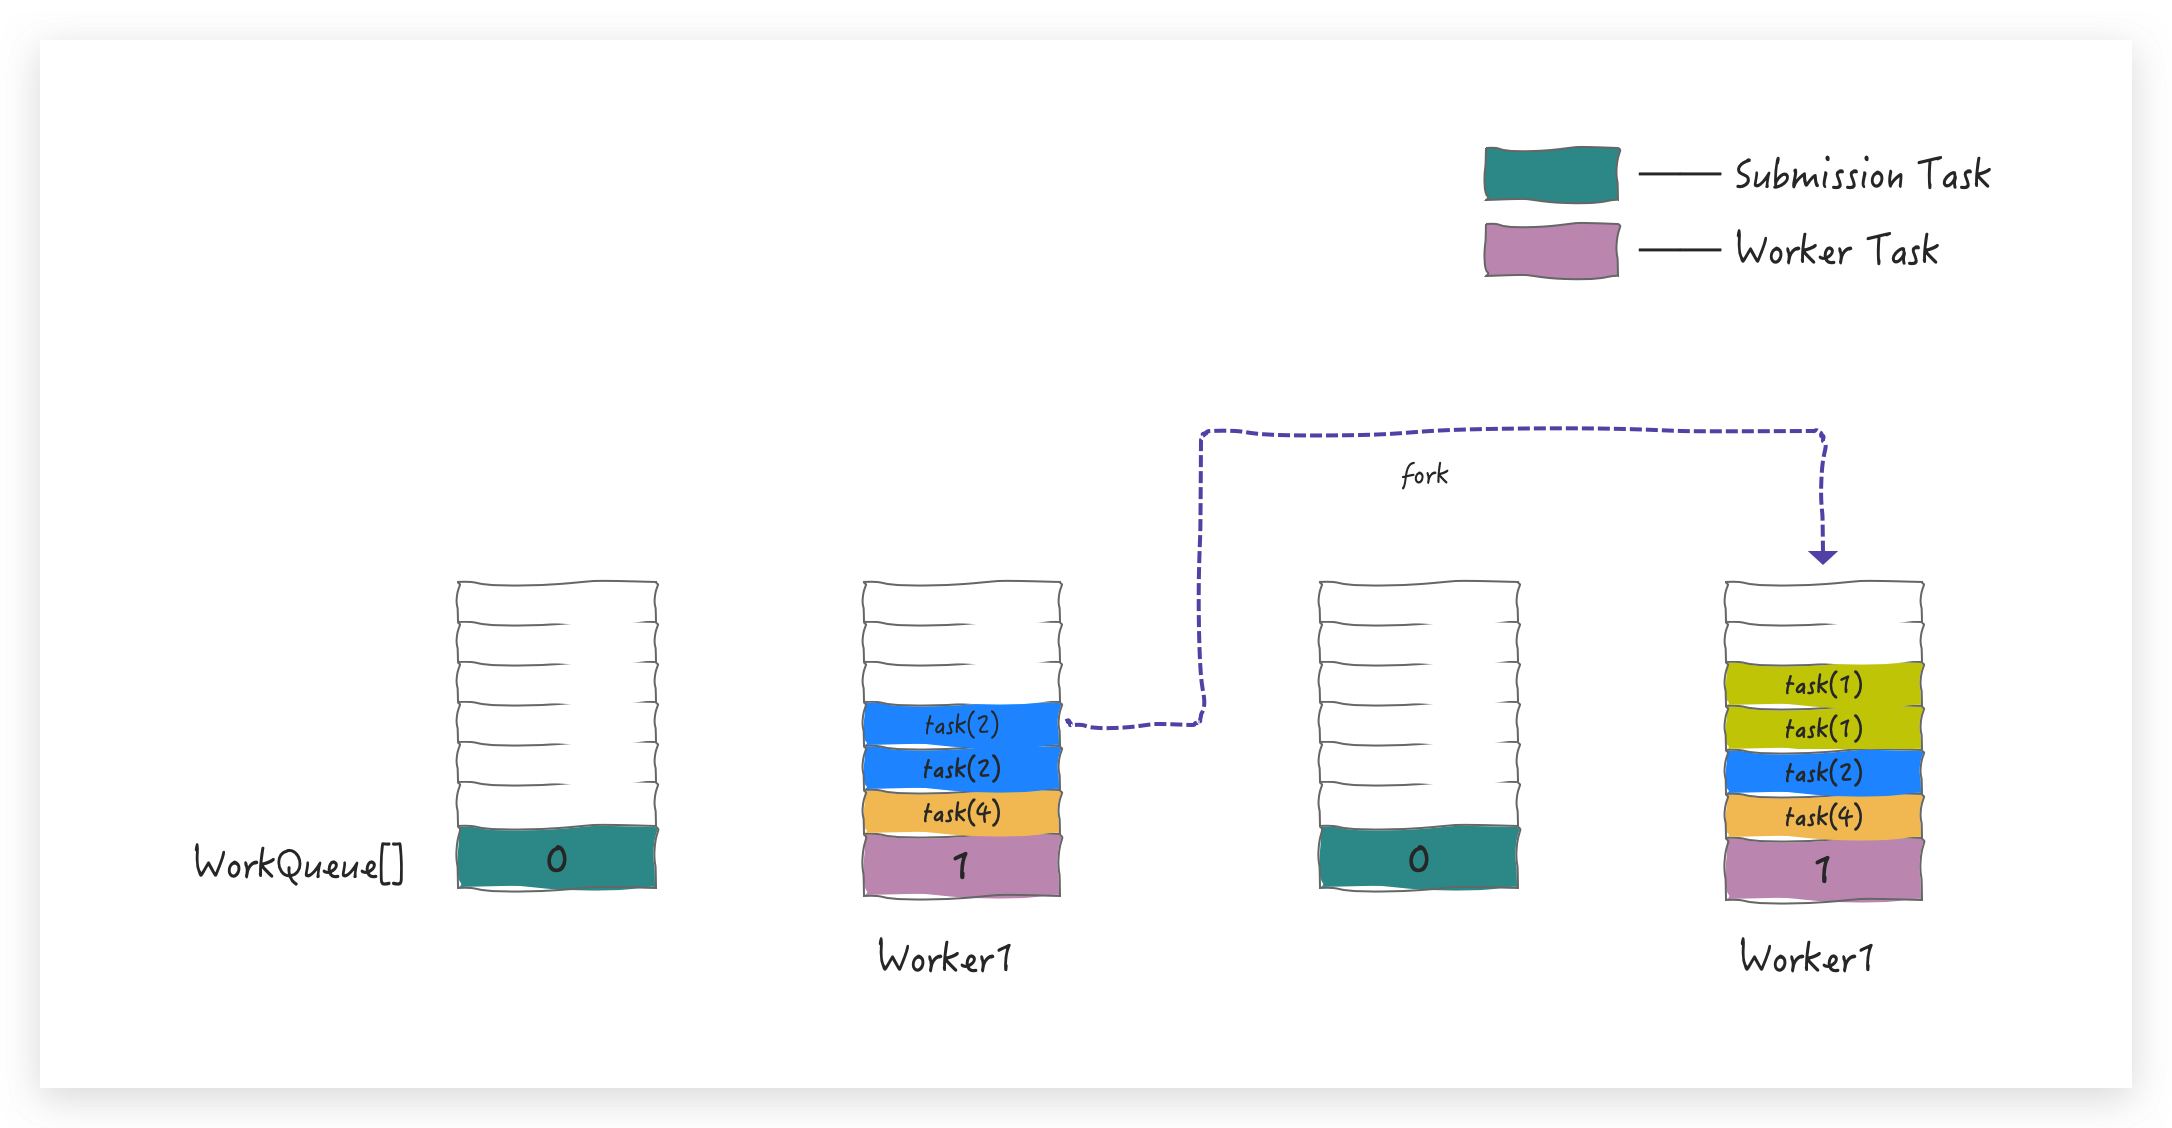 Submission Task
Worker Task
fork
task(2)
task(2)
task(4)
task(1)
task(1)
task(2)
task(4)
WorkQueue[]
0
1
0
1
Worker1
Worker1